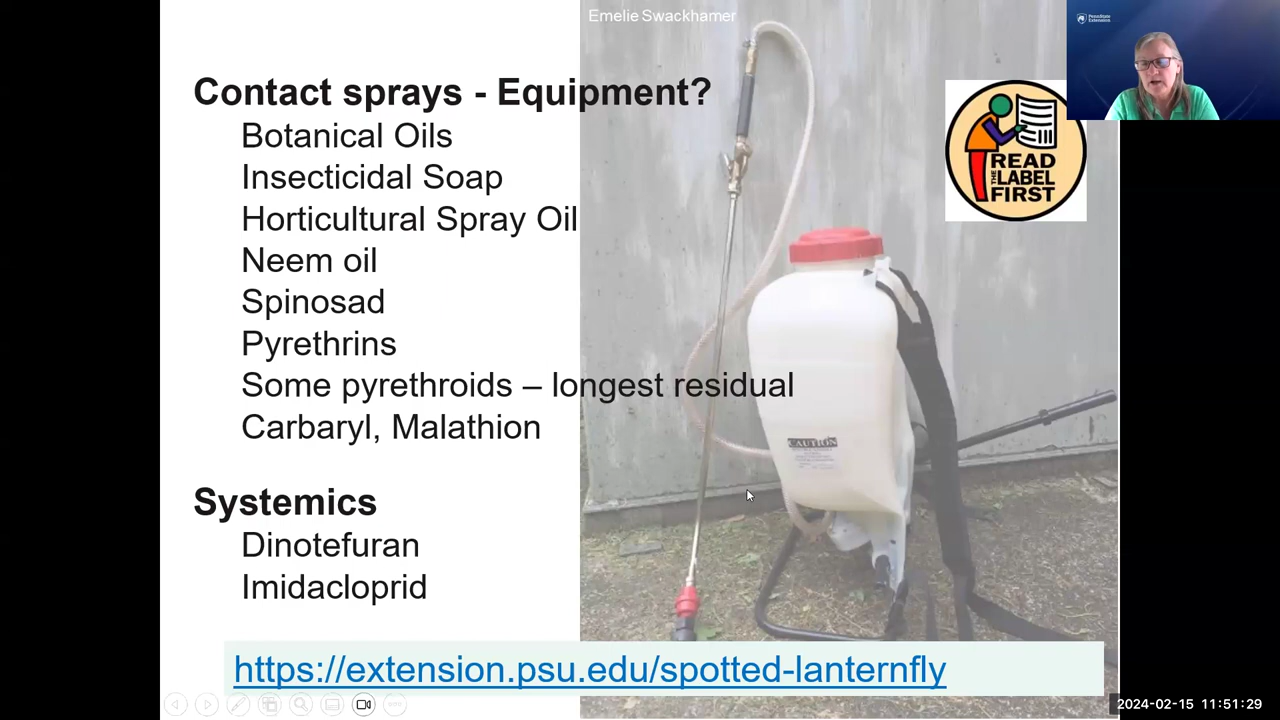 Emelie Swackhamer
PennState
Extension
Contact sprays - Equipment?
Botanical Oils
Insecticidal Soap
Horticultural Spray Oil
Neem oil
Spinosad
Pyrethrins
Some pyrethroids – longest residual
Carbaryl, Malathion
READ
THE LABEL
FIRST
CAUTION
Systemics
Dinotefuran
Imidacloprid
https://extension.psu.edu/spotted-lanternfly
2024-02-15 11:51:29